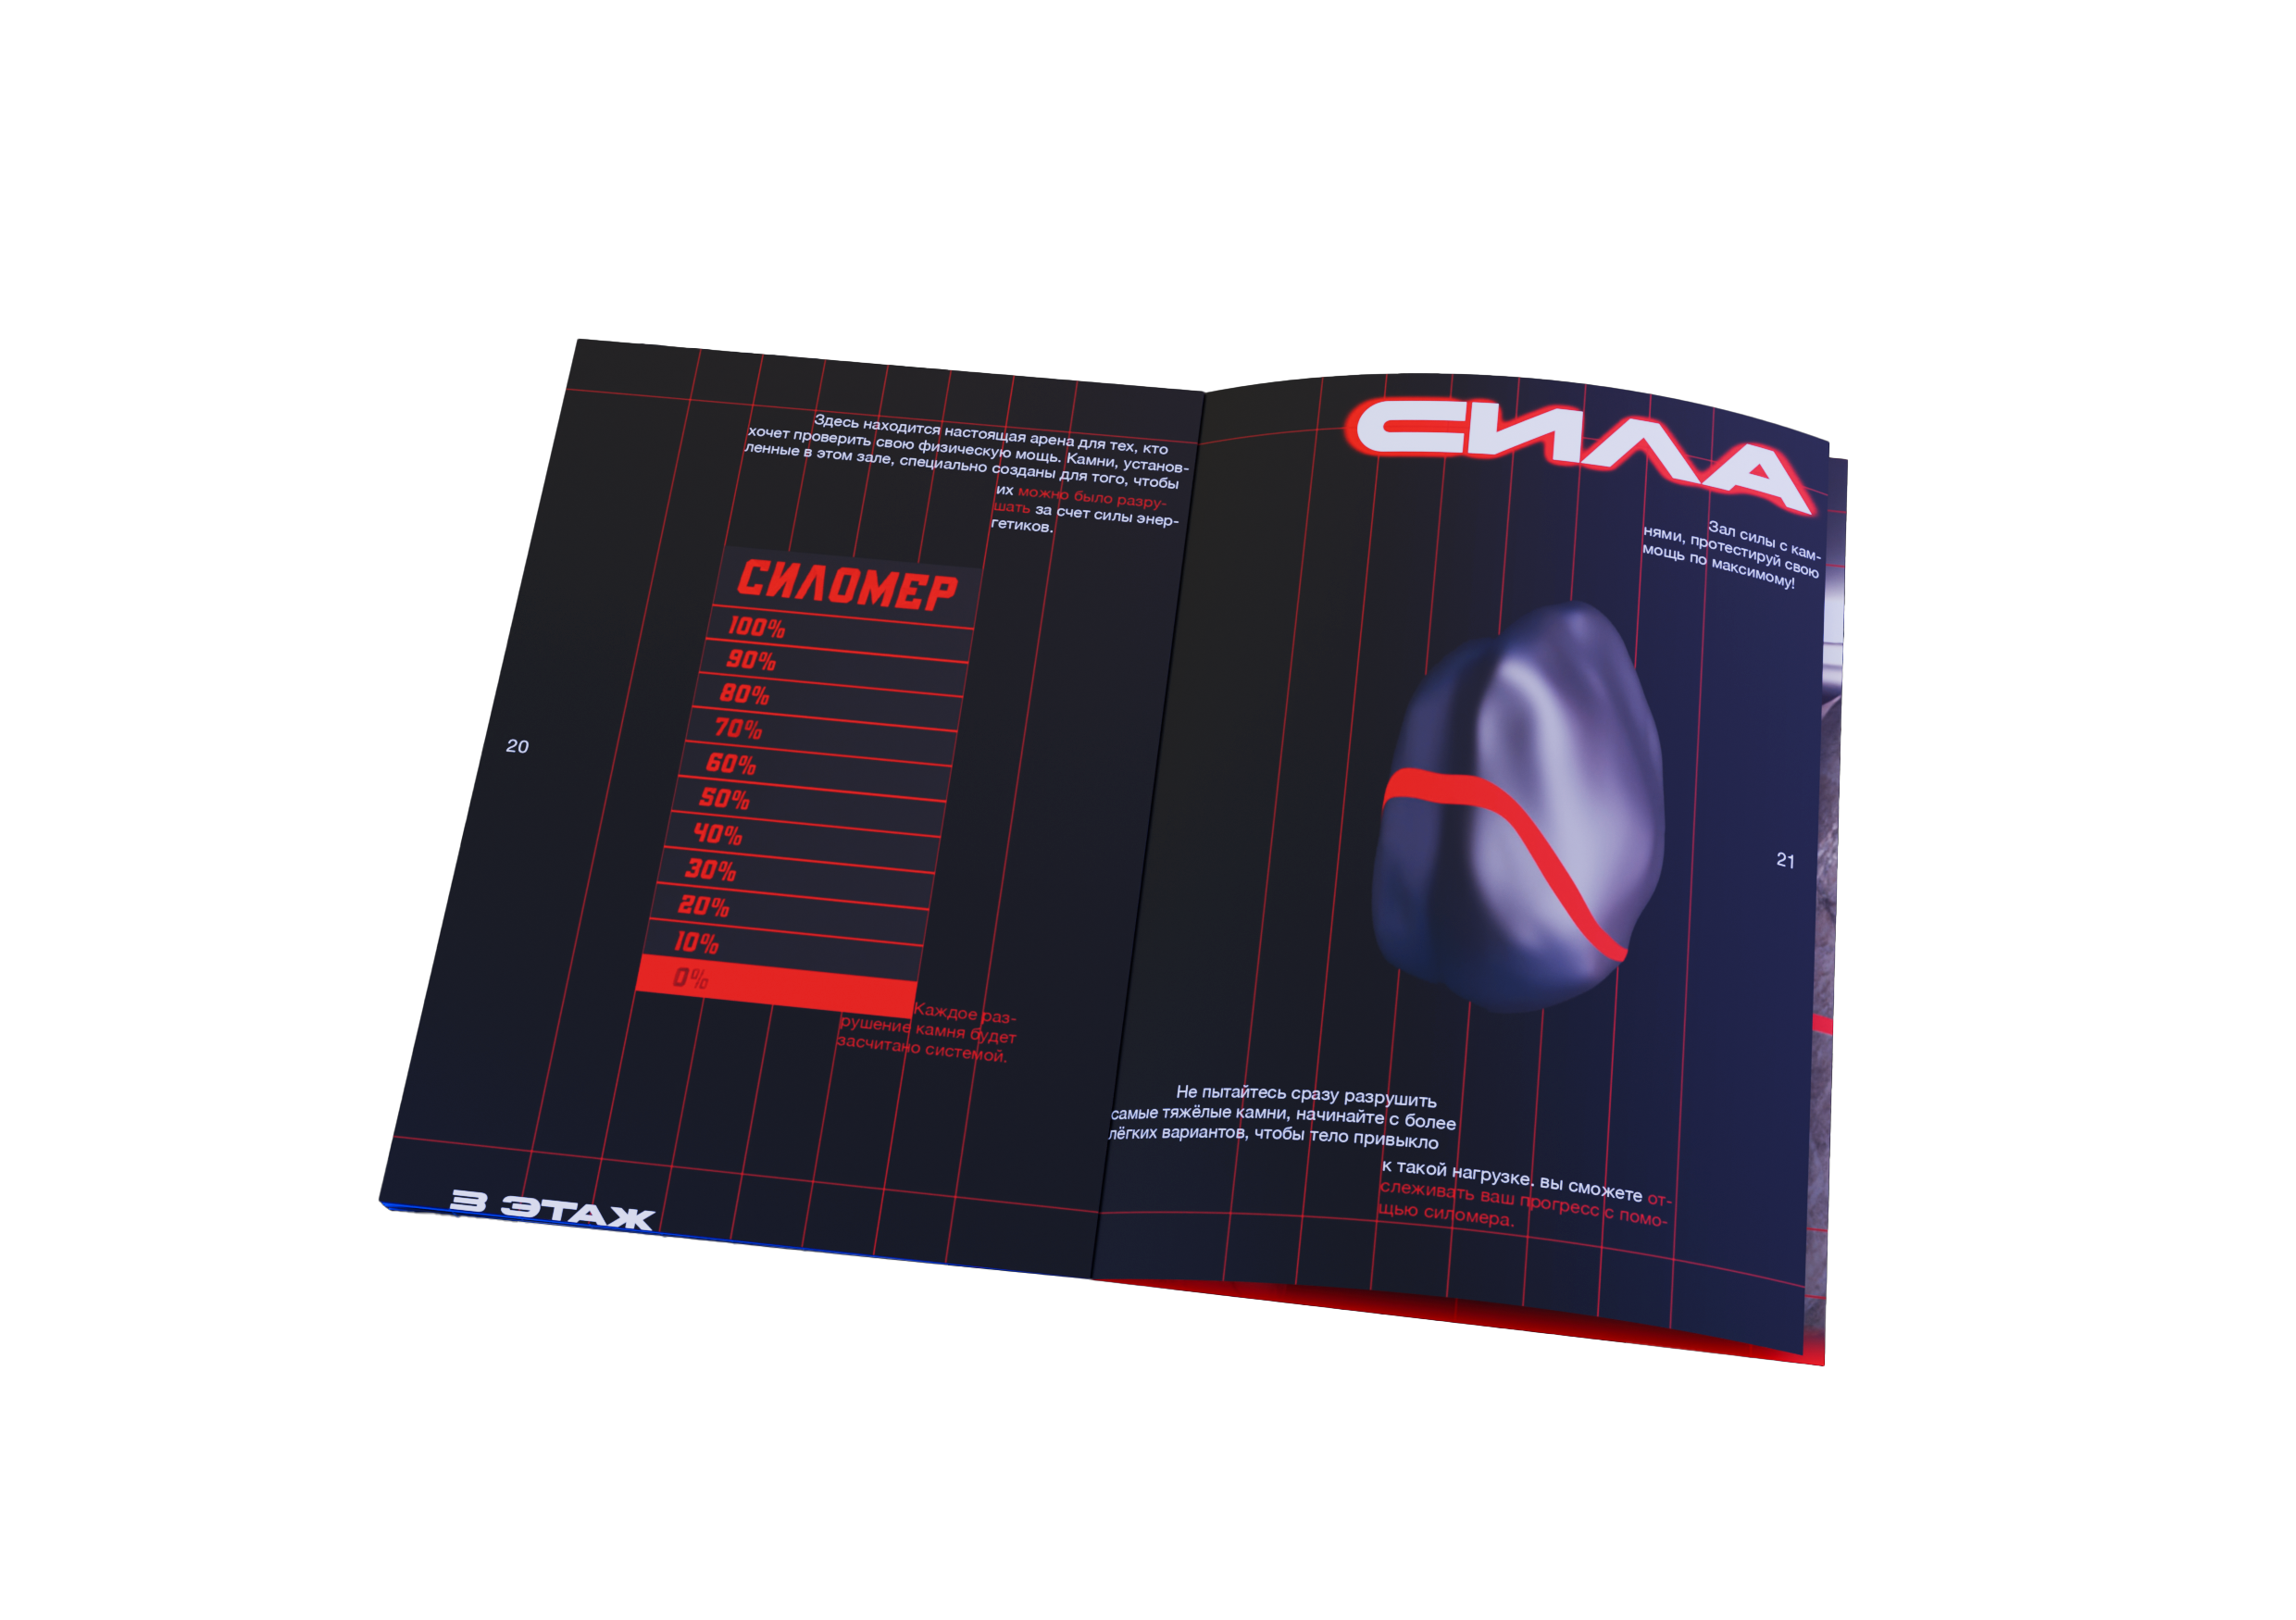 Здесь находится настоящая арена для тех, кто
хочет проверить свою физическую мощь. Камни, установ-
ленные в этом зале, специально созданы для того, чтобы
их можно было разру-
шать за счет силы энер-
гетиков.
СИЛОМЕР
100%
90%
80%
70%
60%
50%
40%
30%
20%
10%
0%
Каждое раз-
рушение камня будет
засчитано системой.
20
3 ЭТАЖ
СИЛА
Зал силы с кам-
нями, протестируй свою
мощь по максимому!
21
Не пытайтесь сразу разрушить
самые тяжёлые камни, начинайте с более
лёгких вариантов, чтобы тело привыкло
к такой нагрузке. вы сможете от-
слеживать ваш прогресс с помо-
щью силомера.